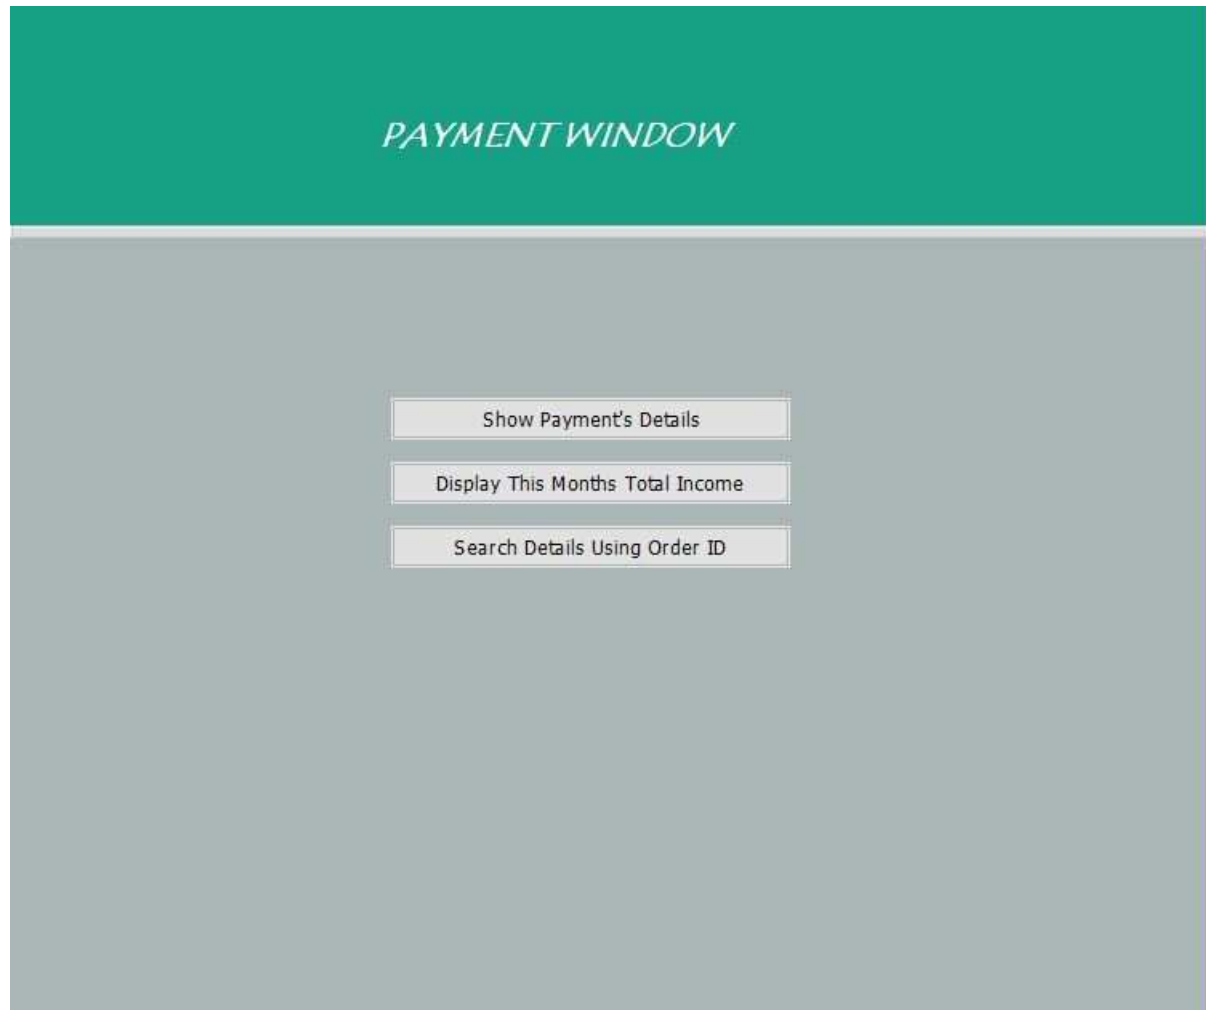 PAYMENT WINDOW
Show Payment's Details
Display This Months Total Income
Search Details Using Order ID